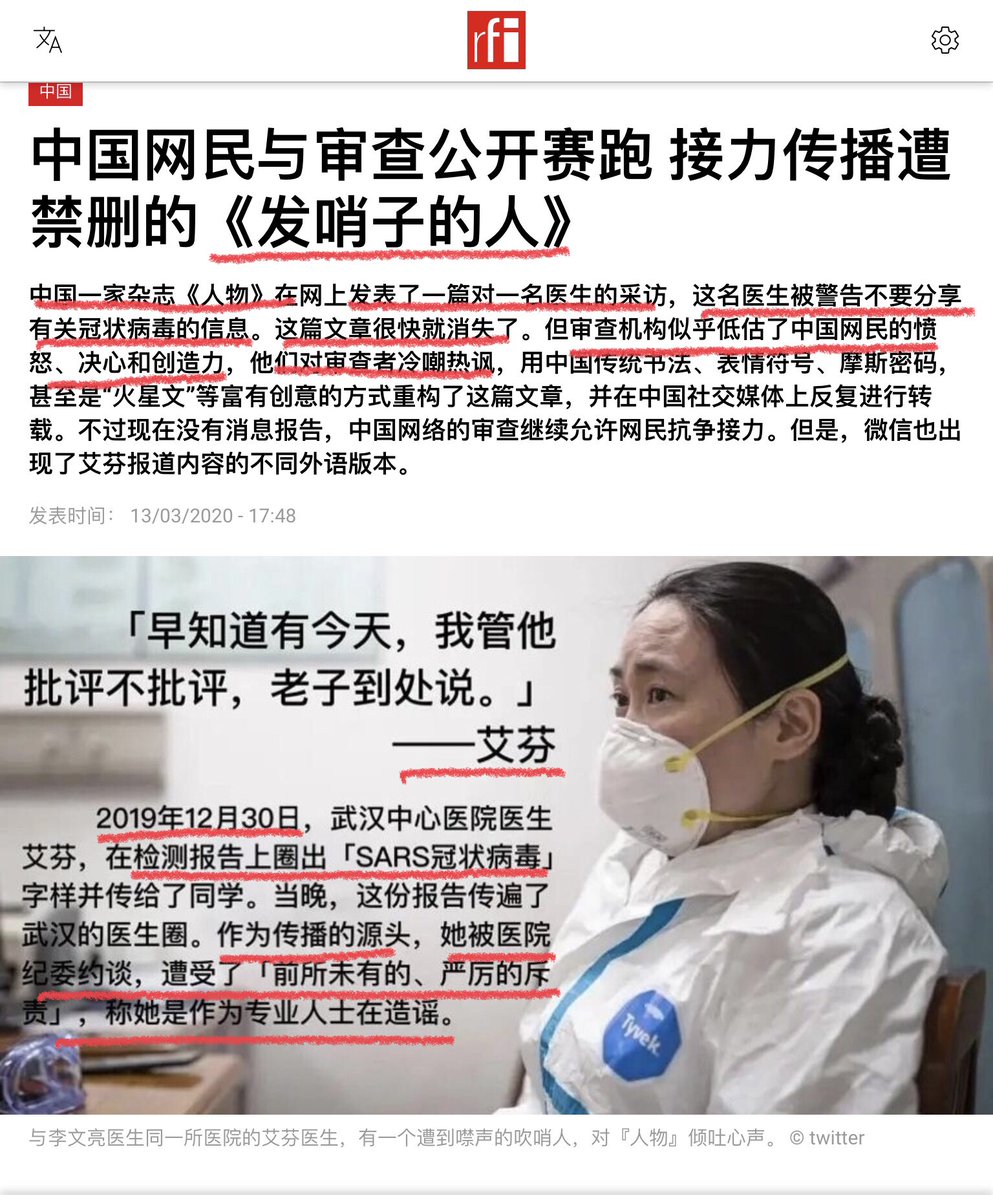 文A
rfi
中国
中国网民与审查公开赛跑 接力传播遭
禁删的《发哨子的人》
中国一家杂志《人物》在网上发表了一篇对一名医生的采访，这名医生被警告不要分享
有关冠状病毒的信息。这篇文章很快就消失了。但审查机构似乎低估了中国网民的愤
怒、决心和创造力，他们对审查者冷嘲热讽，用中国传统书法、表情符号、摩斯密码，
甚至是“火星文”等富有创意的方式重构了这篇文章，并在中国社交媒体上反复进行转
载。不过现在没有消息报告，中国网络的审查继续允许网民抗争接力。但是，微信也出
现了艾芬报道内容的不同外语版本。
发表时间： 13/03/2020 - 17:48
「早知道有今天，我管他
批评不批评，老子到处说。」
——艾芬
2019年12月30日，武汉中心医院医生
艾芬，在检测报告上圈出「SARS冠状病毒」
字样并传给了同学。当晚，这份报告传遍了
武汉的医生圈。作为传播的源头，她被医院
纪委约谈，遭受了「前所未有的、严厉的斥
责」，称她是作为专业人士在造谣。
Tyvek
与李文亮医生同一所医院的艾芬医生，有一个遭到噤声的吹哨人，对『人物』倾吐心声。 © twitter